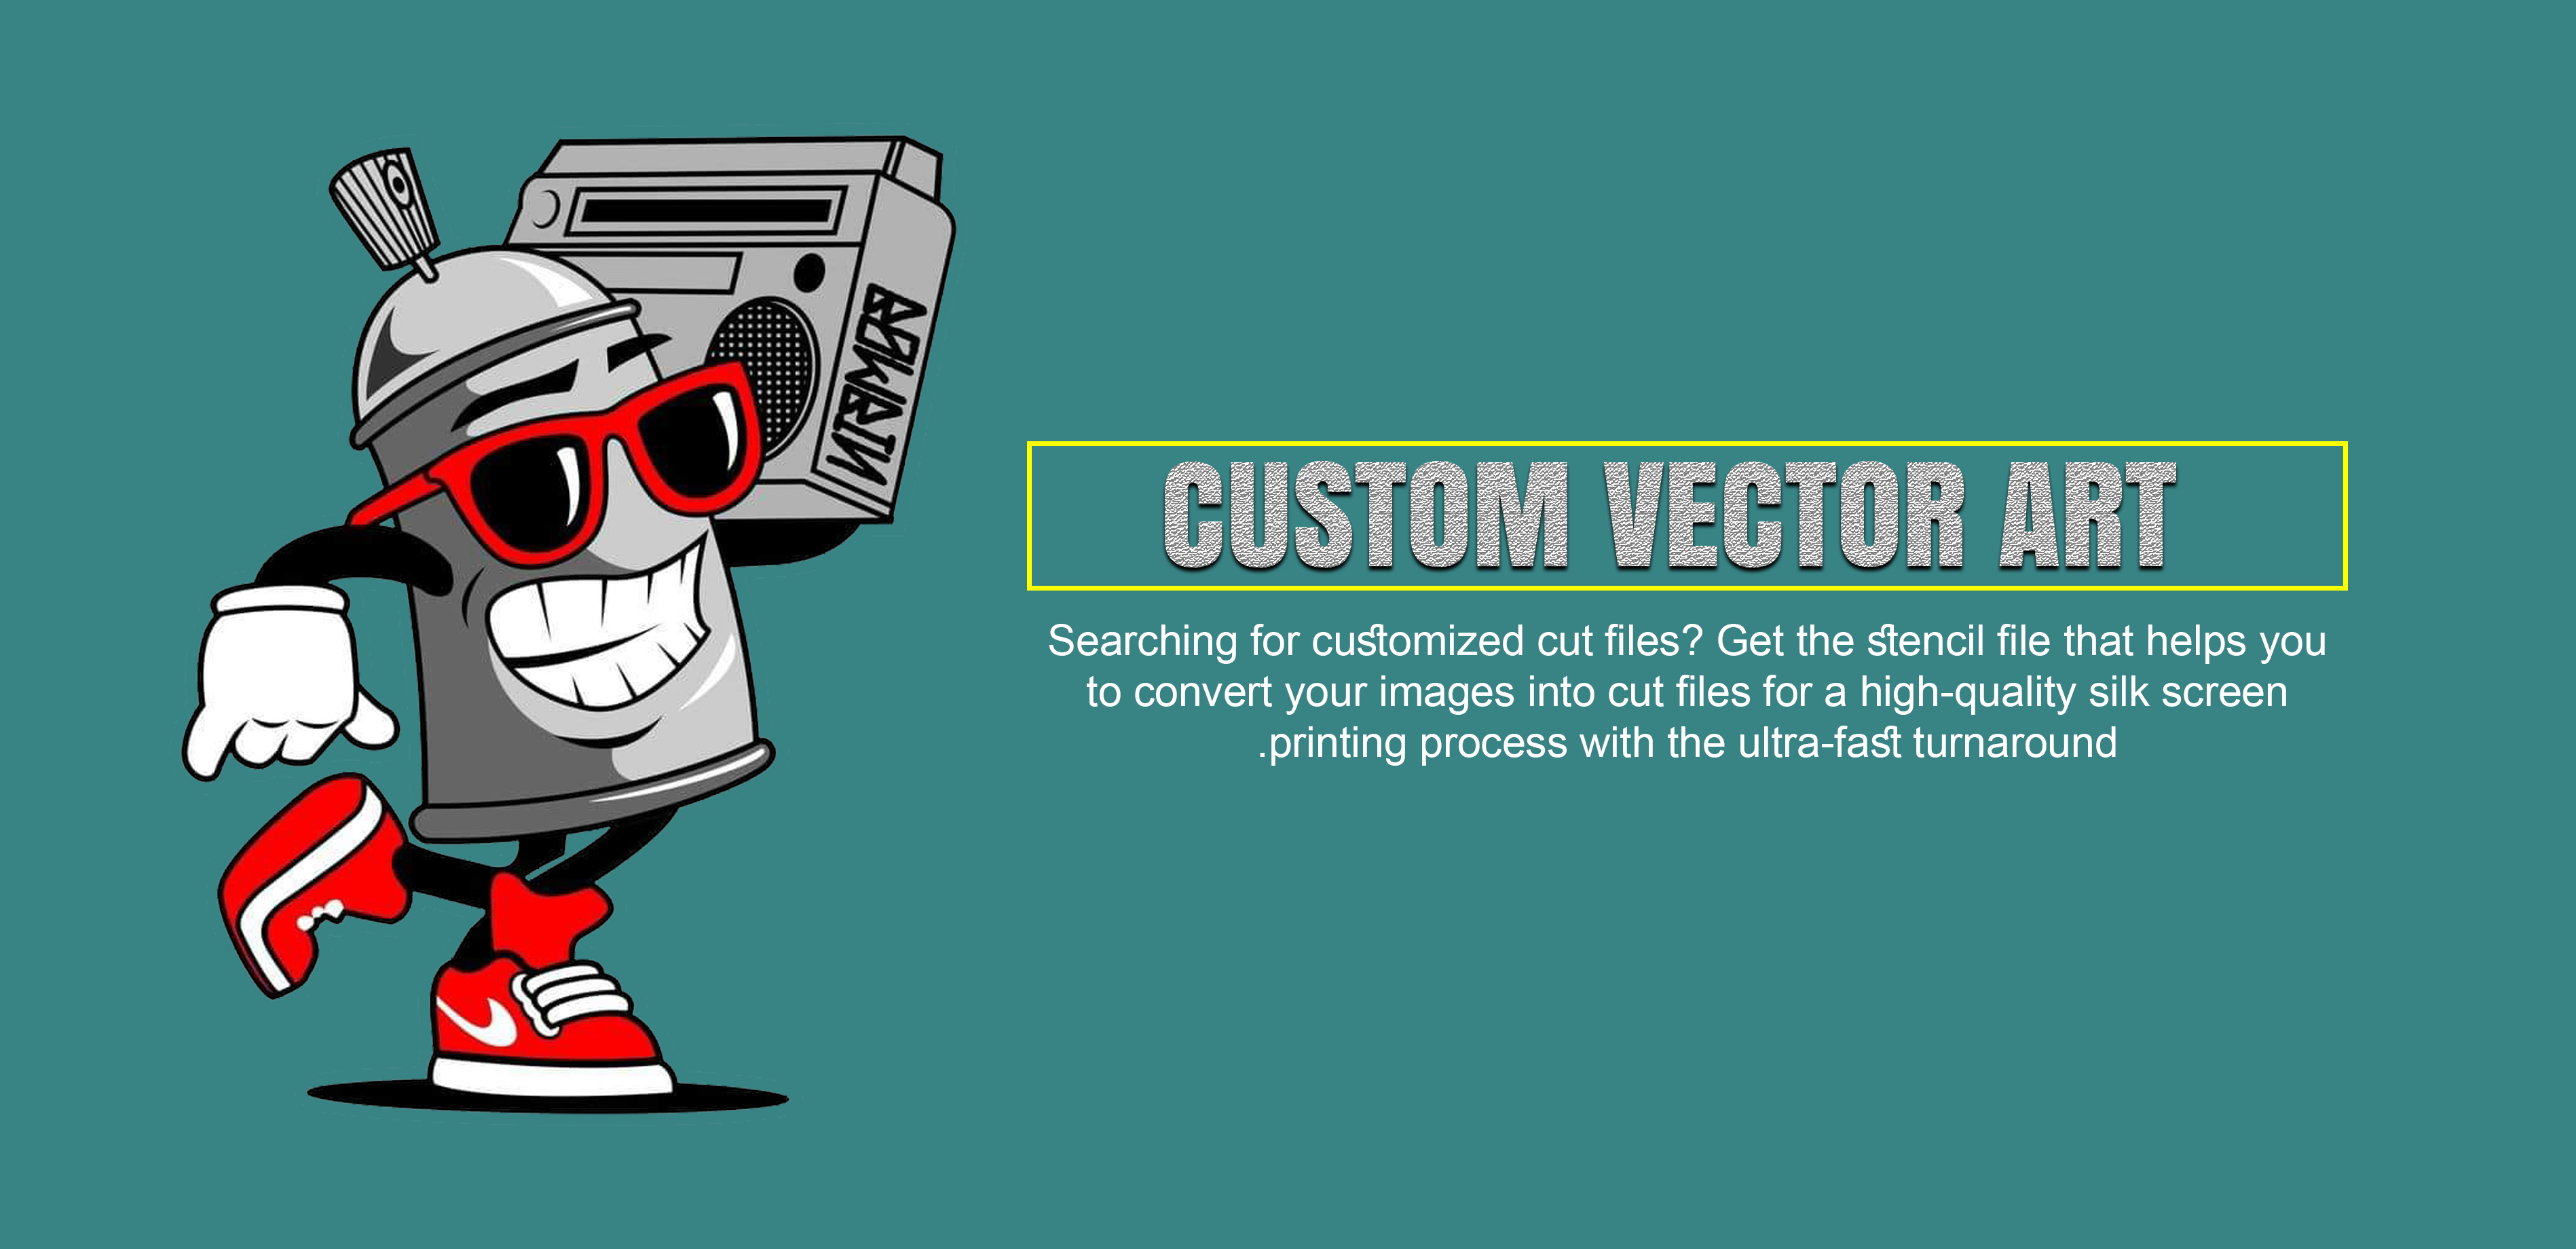 CUSTOM VECTOR ART
Searching for customized cut files? Get the stencil file that helps you
to convert your images into cut files for a high-quality silk screen
.printing process with the ultra-fast turnaround